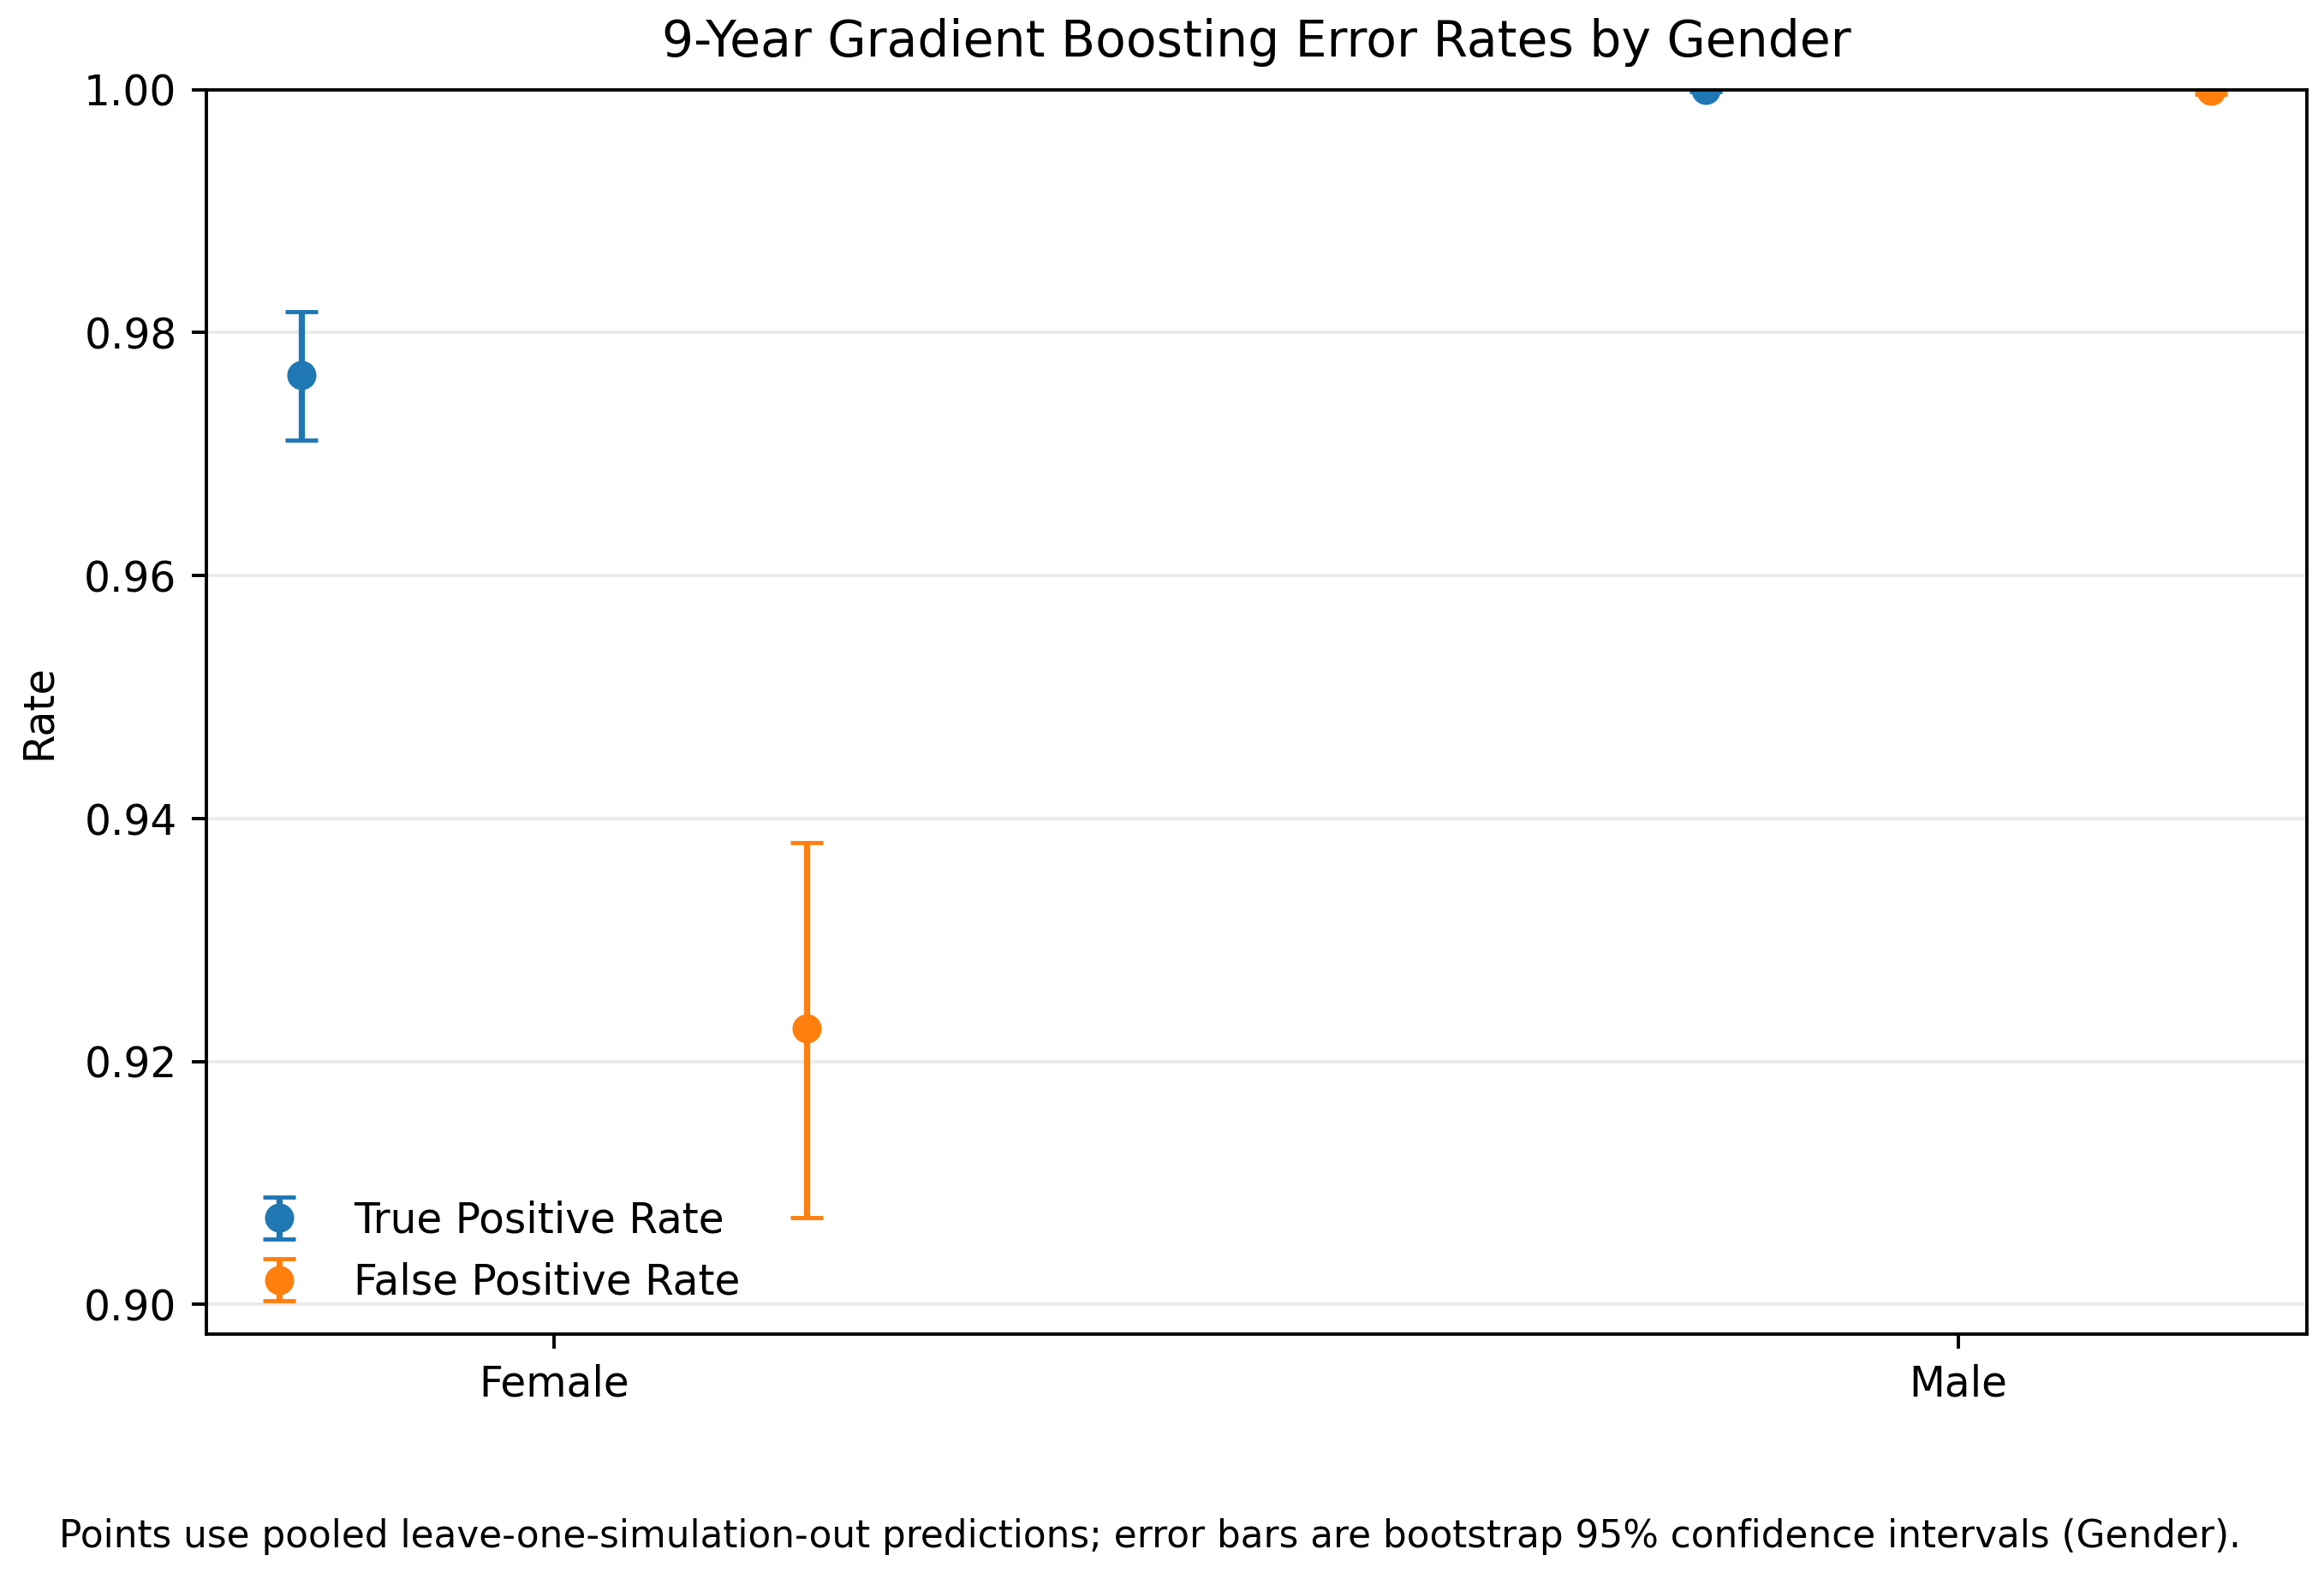 9-Year Gradient Boosting Error Rates by Gender
1.00
0.98
0.96
0.94
0.92
0.90
Rate
True Positive Rate
False Positive Rate
Female
Male
Points use pooled leave-one-simulation-out predictions; error bars are bootstrap 95% confidence intervals (Gender).